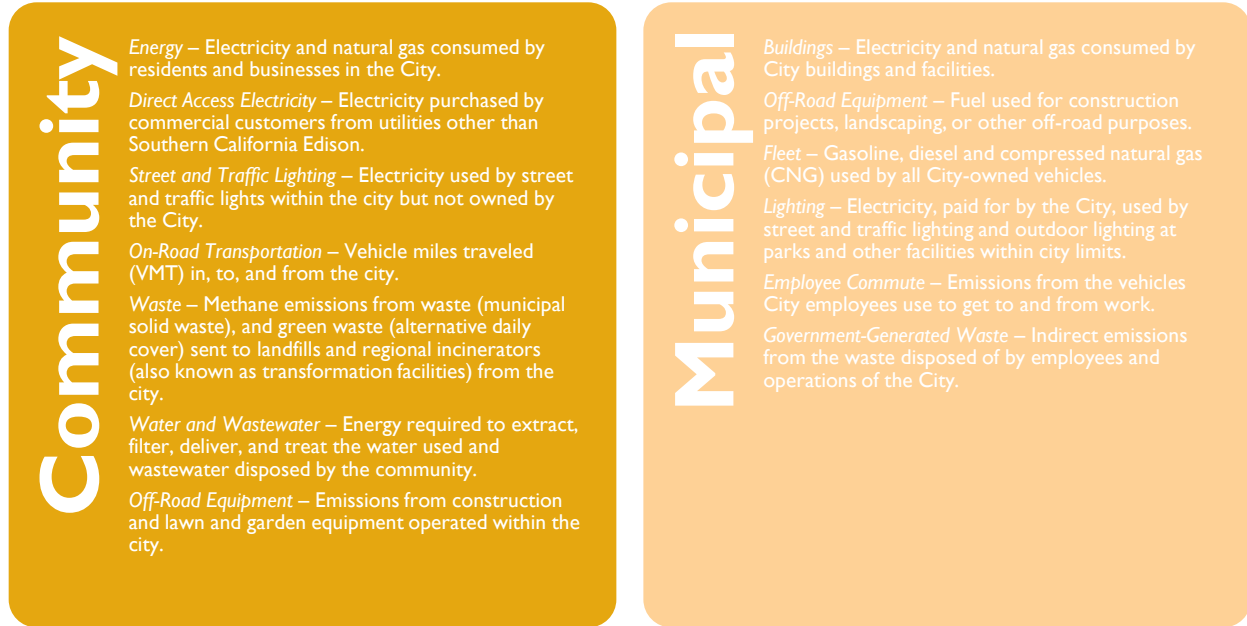 Community
Energy – Electricity and natural gas consumed by
residents and businesses in the City.
Direct Access Electricity – Electricity purchased by
commercial customers from utilities other than
Southern California Edison.
Street and Traffic Lighting – Electricity used by street
and traffic lights within the city but not owned by
the City.
On-Road Transportation – Vehicle miles traveled
(VMT) in, to, and from the city.
Waste – Methane emissions from waste (municipal
solid waste), and green waste (alternative daily
cover) sent to landfills and regional incinerators
(also known as transformation facilities) from the
city.
Water and Wastewater – Energy required to extract,
filter, deliver, and treat the water used and
wastewater disposed by the community.
Off-Road Equipment – Emissions from construction
and lawn and garden equipment operated within the
city.
Municipal
Buildings – Electricity and natural gas consumed by
City buildings and facilities.
Off-Road Equipment – Fuel used for construction
projects, landscaping, or other off-road purposes.
Fleet – Gasoline, diesel and compressed natural gas
(CNG) used by all City-owned vehicles.
Lighting – Electricity, paid for by the City, used by
street and traffic lighting and outdoor lighting at
parks and other facilities within city limits.
Employee Commute – Emissions from the vehicles
City employees use to get to and from work.
Government-Generated Waste – Indirect emissions
from the waste disposed of by employees and
operations of the City.